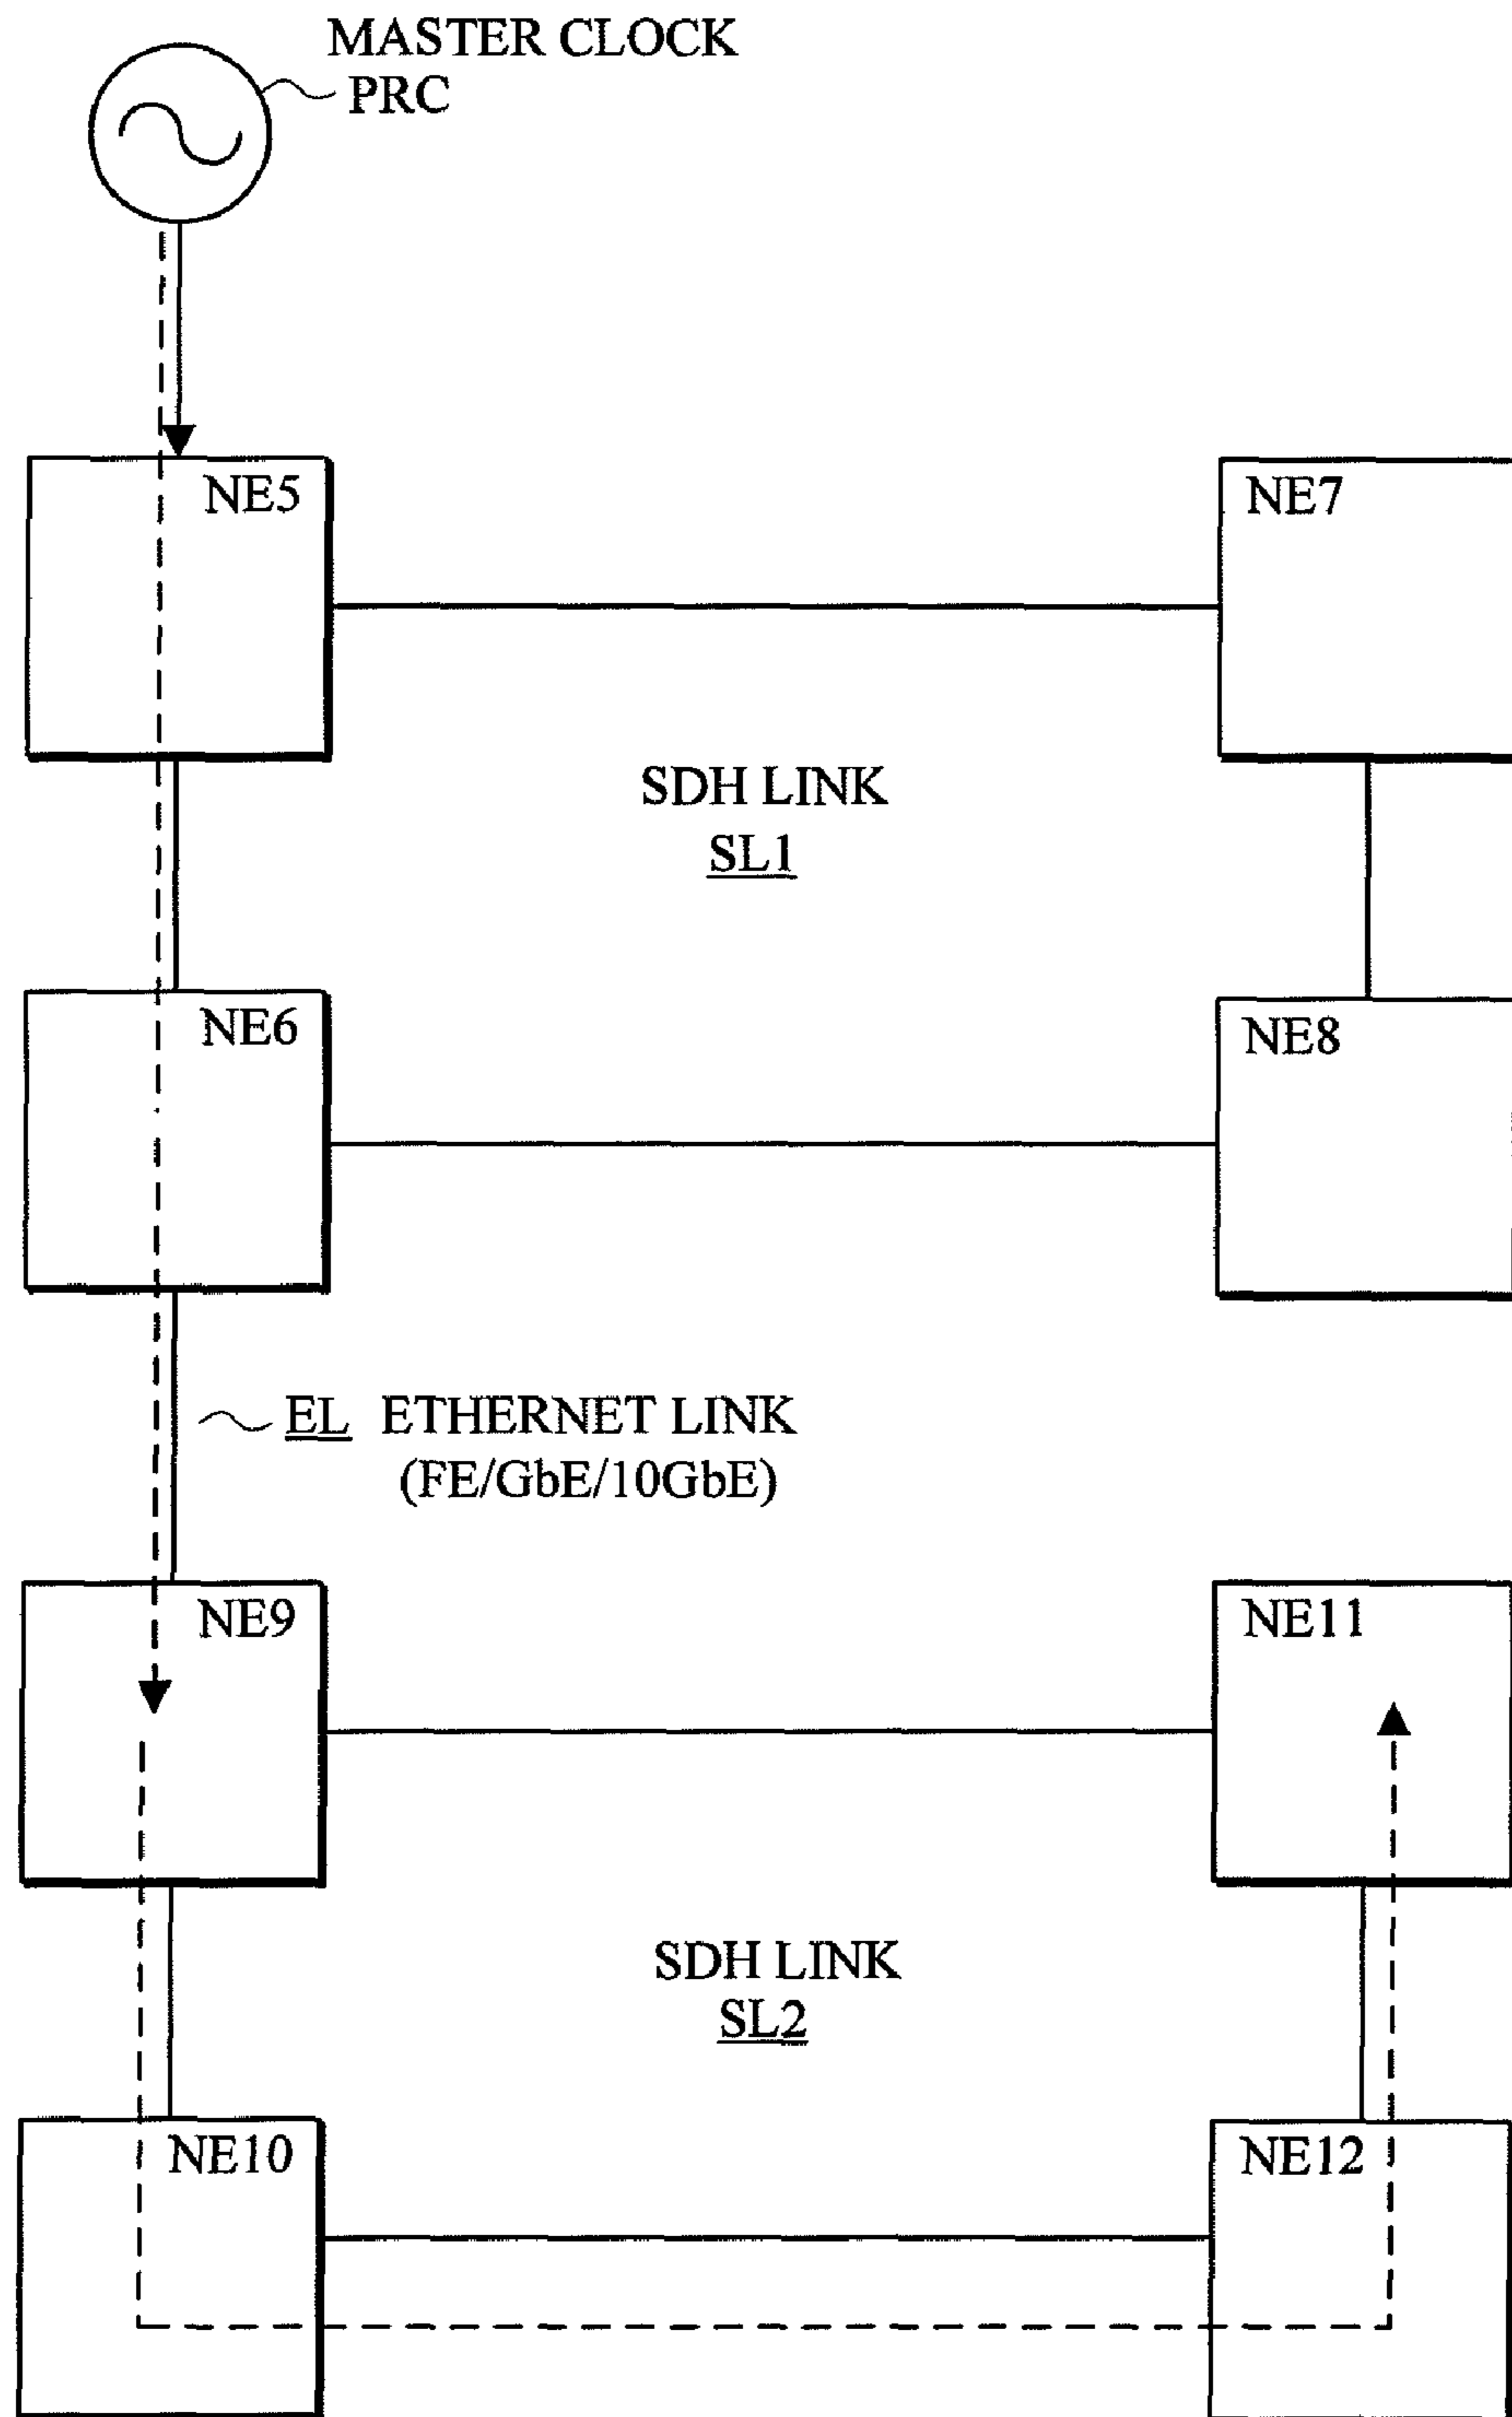 MASTER CLOCK
PRC
NE5
NE7
SDH LINK
SL1
NE6
NE8
EL ETHERNET LINK
(FE/GbE/10GbE)
NE9
NE11
SDH LINK
SL2
NE10
NE12